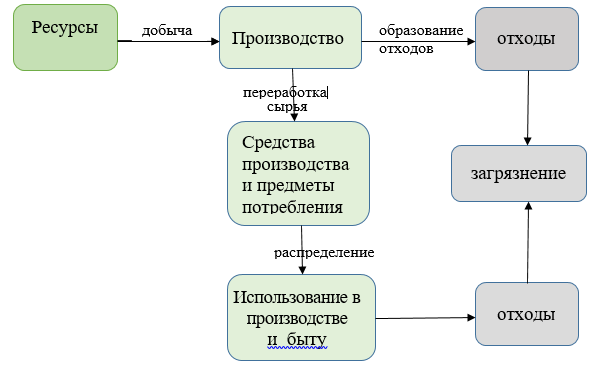 Ресурсы
добыча
Производство
образование
отходов
отходы
переработка
сырья
Средства
производства
и предметы
потребления
загрязнение
распределение
Использование в
производстве
и быту
отходы